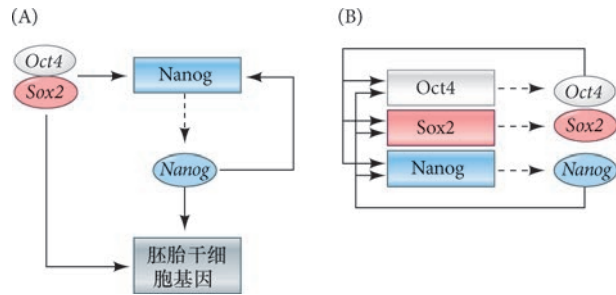 (A)
Oct4
Sox2
Nanog
Nanog
胚胎干细
胞基因
(B)
Oct4
Oct4
Sox2
Sox2
Nanog
Nanog